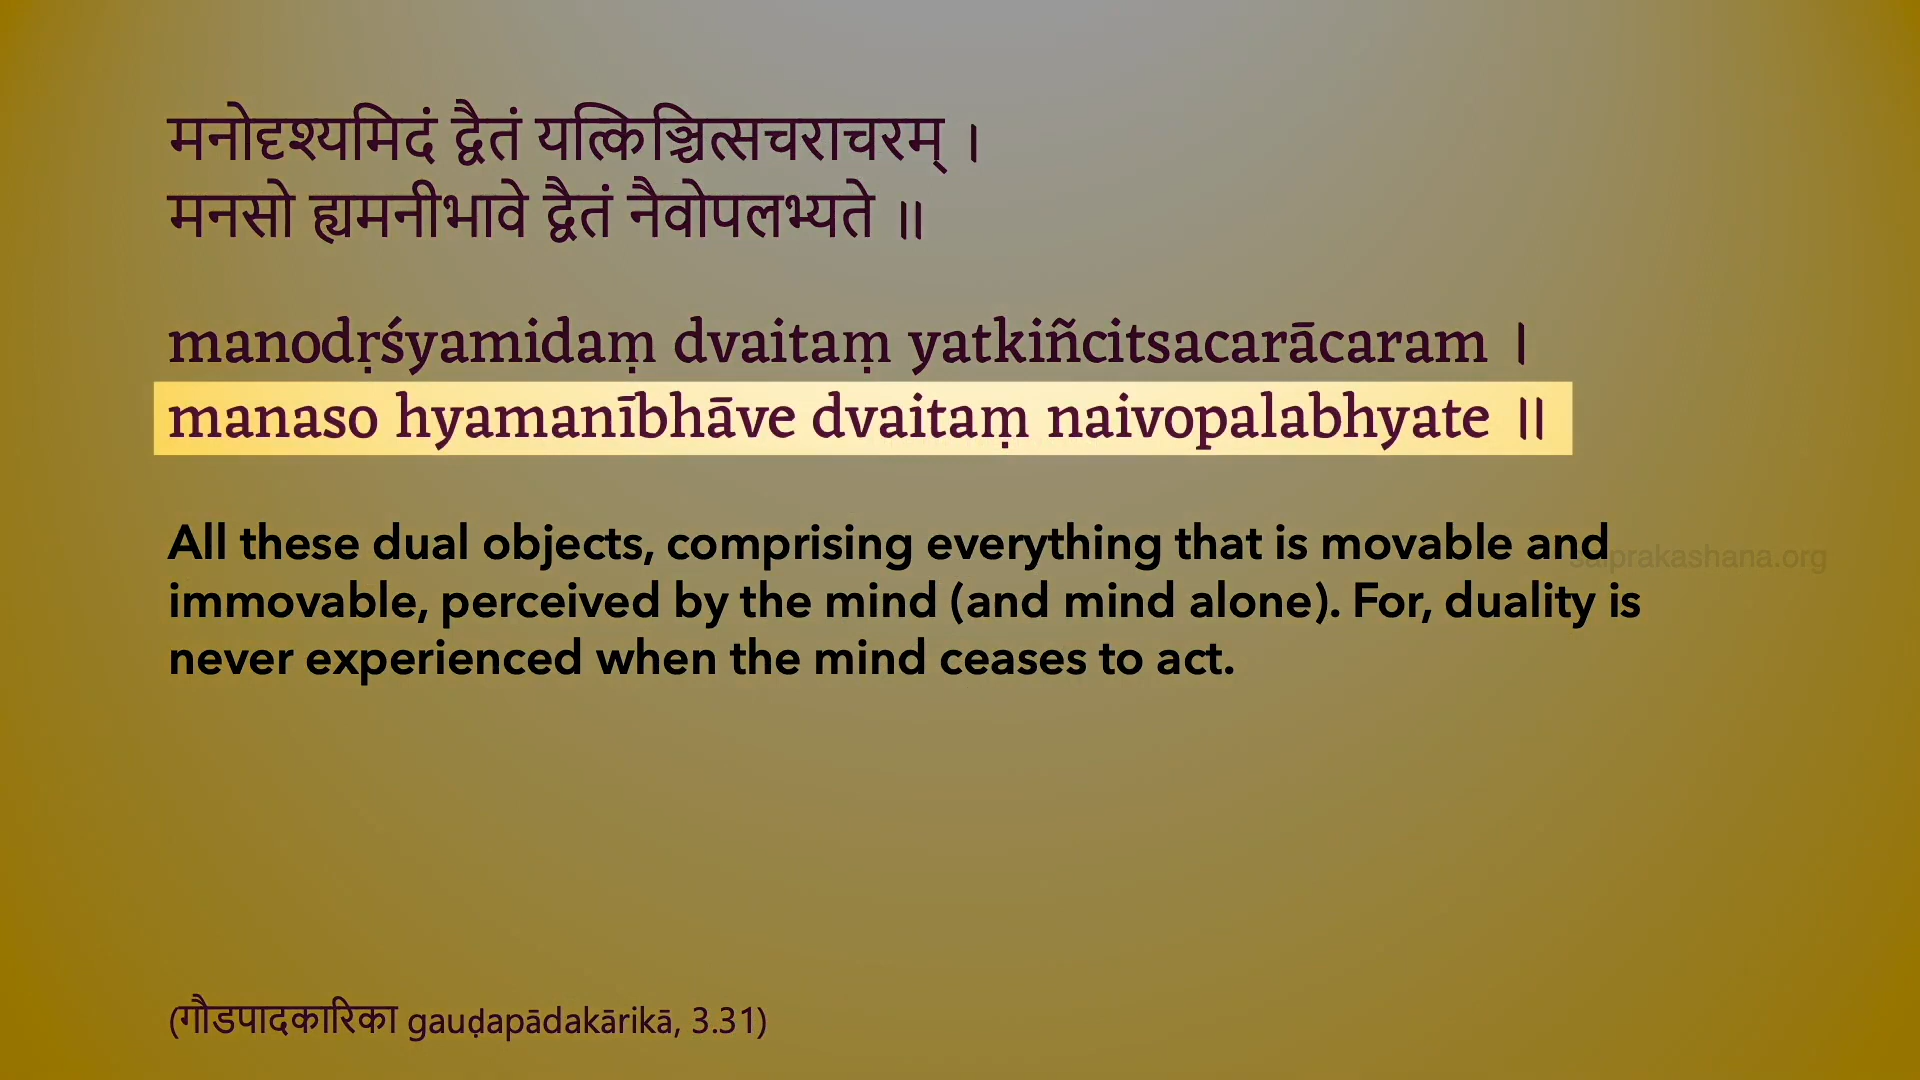 मनोदृश्यमिदं द्वैतं यत्किञ्चित्सचराचरम् ।
मनसो ह्यमनीभावे द्वैतं नैवोपलभ्यते ॥
manodṛśyamidaṃ dvaitaṃ yatkiñcitsacarācaram ।
manaso hyamanībhāve dvaitaṃ naivopalabhyate ॥
All these dual objects, comprising everything that is movable and
saiprakashana.org
immovable, perceived by the mind (and mind alone). For, duality is
never experienced when the mind ceases to act.
(गौडपादकारिका gauḍapādakārikā, 3.31)